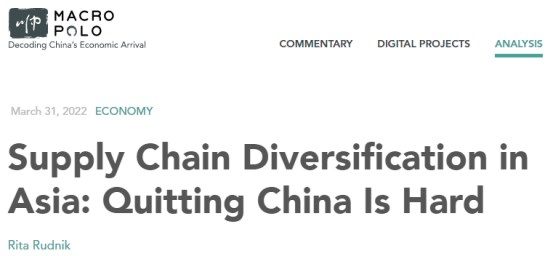 MACRO
POLO
Decoding China's Economic Arrival
COMMENTARY DIGITAL PROJECTS ANALYSIS
March 31, 2022 ECONOMY
Supply Chain Diversification in
Asia: Quitting China Is Hard
Rita Rudnik